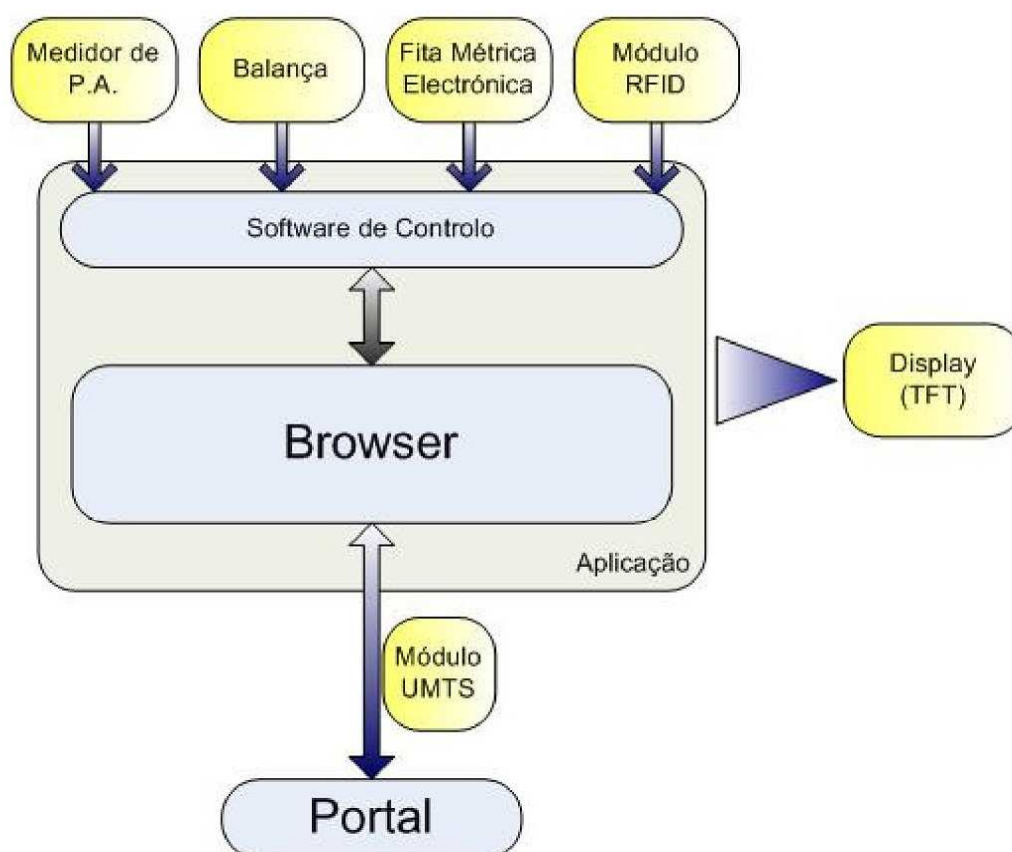 Medidor de
P.A.
Balança
Fita Métrica
Electrónica
Módulo
RFID
Software de Controlo
Browser
Display
(TFT)
Aplicação
Módulo
UMTS
Portal